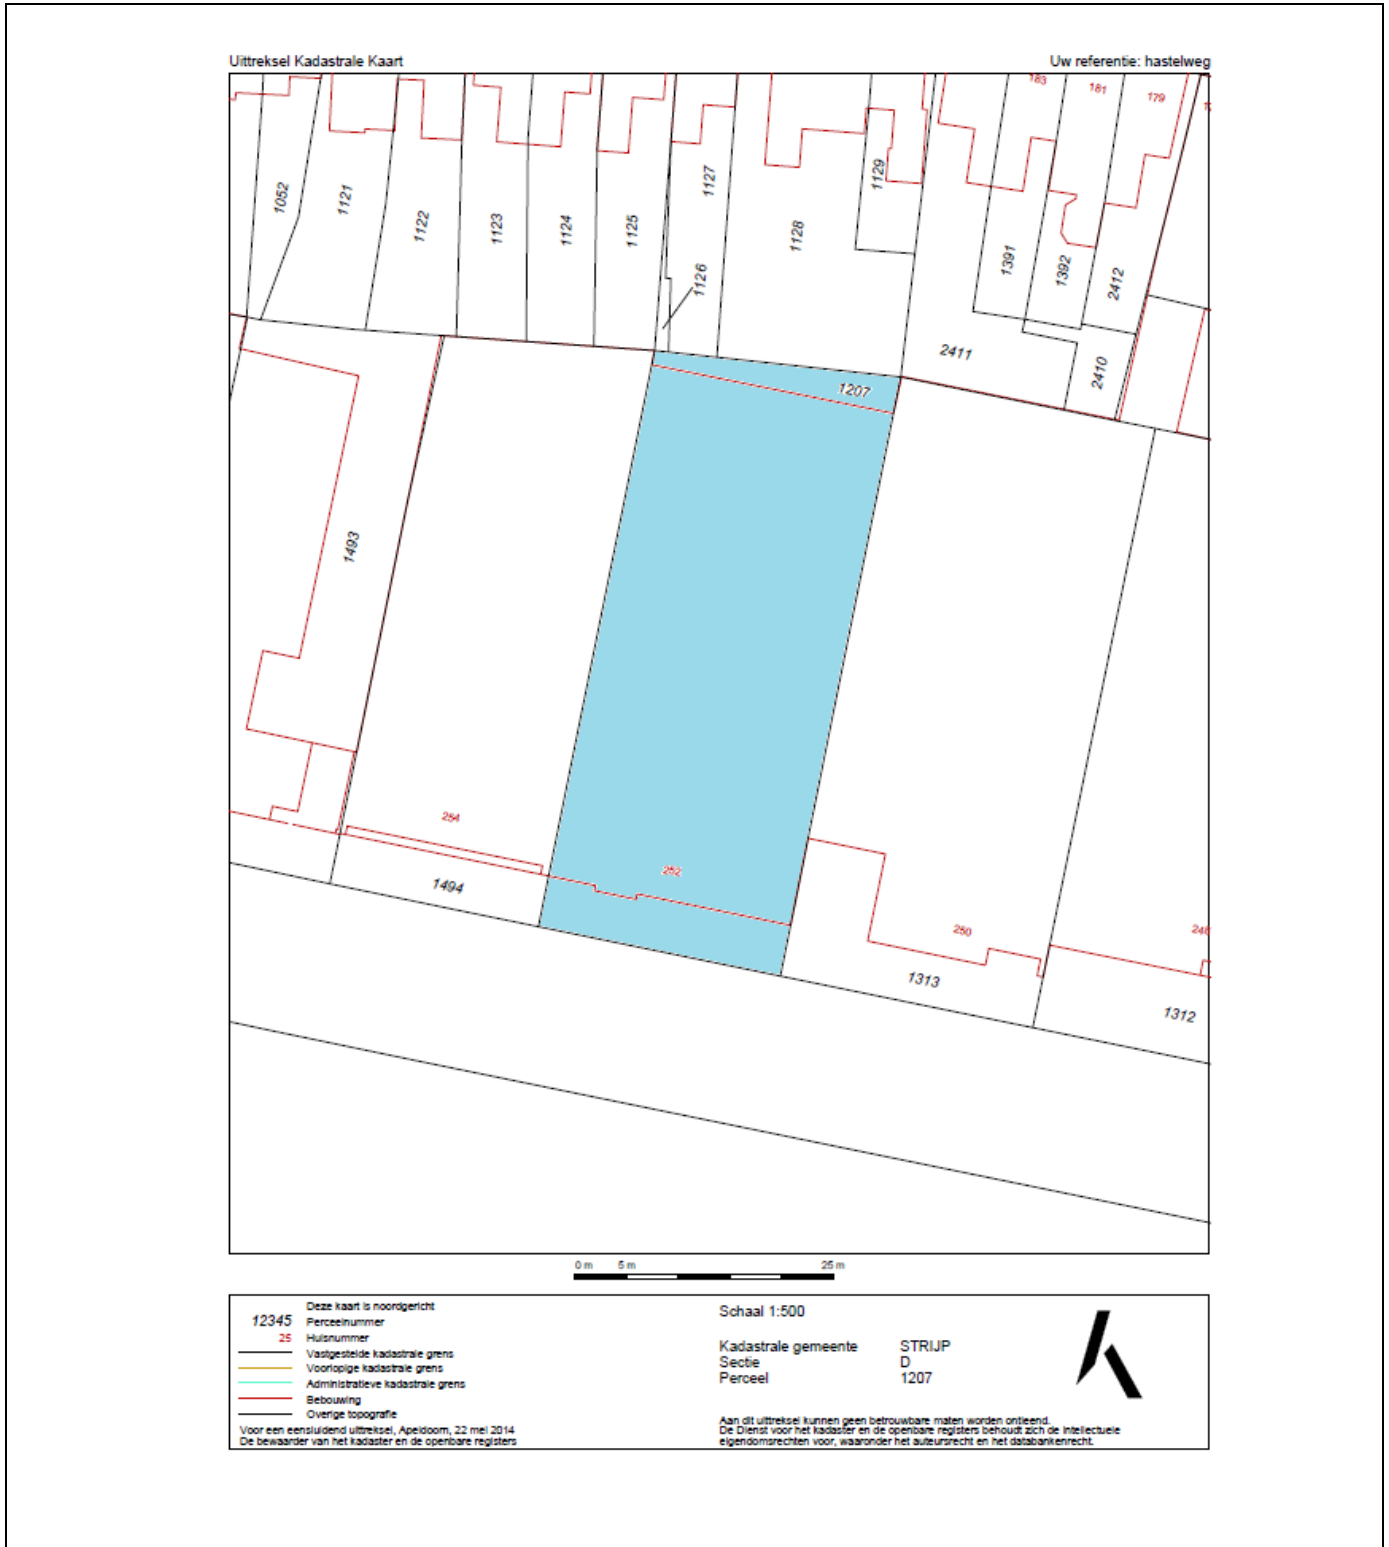 Uittreksel Kadastrale Kaart
Uw referentie: hastelweg
183
181
179
1052
1121
1122
1123
1124
1125
1126
1127
1128
1129
1391
1392
2412
2411
2410
1207
1493
254
252
250
1494
1313
1312
0 m 5 m 25 m
Deze kaart is noordgericht
12345 Perceelnummer
25 Huisnummer
Vastgestelde kadastrale grens
Voorlopige kadastrale grens
Administratieve kadastrale grens
Bebouwing
Overige topografie
Voor een eensluidend uittreksel, Apeldoorn, 22 mei 2014
De bewaarder van het kadaster en de openbare registers
Schaal 1:500
Kadastrale gemeente STRIJP
Sectie D
Perceel 1207
Aan dit uittreksel kunnen geen betrouwbare maten worden ontleend.
De Dienst voor het kadaster en de openbare registers behoudt zich de intellectuele
eigendomsrechten voor, waaronder het auteursrecht en het databankenrecht.